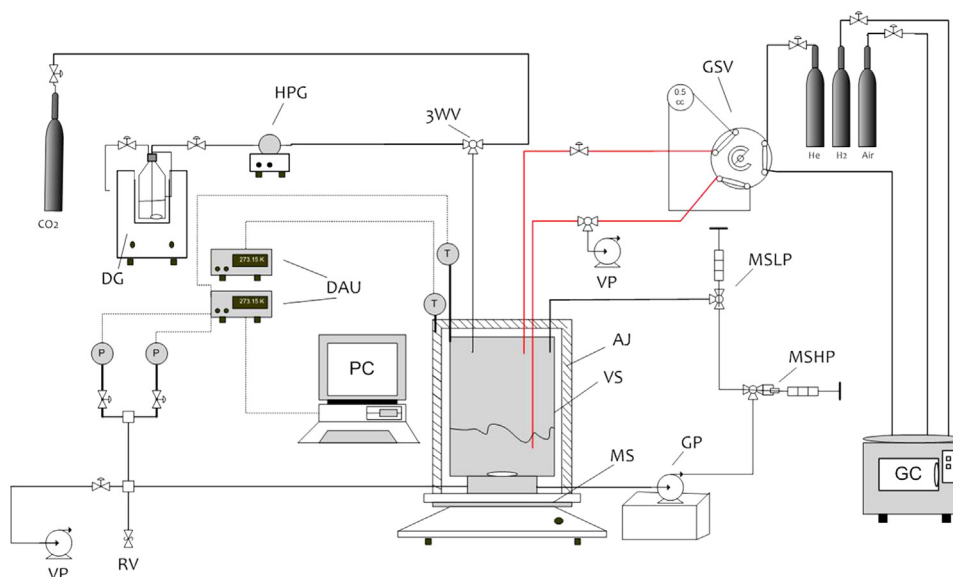 GSV
HPG
3WV
0.5
cc
He
H2
Air
CO2
DG
T
273.15 K
DAU
VP
MSLP
273.15 K
T
P
P
PC
AJ
VS
MSHP
MS
GP
GC
VP
RV